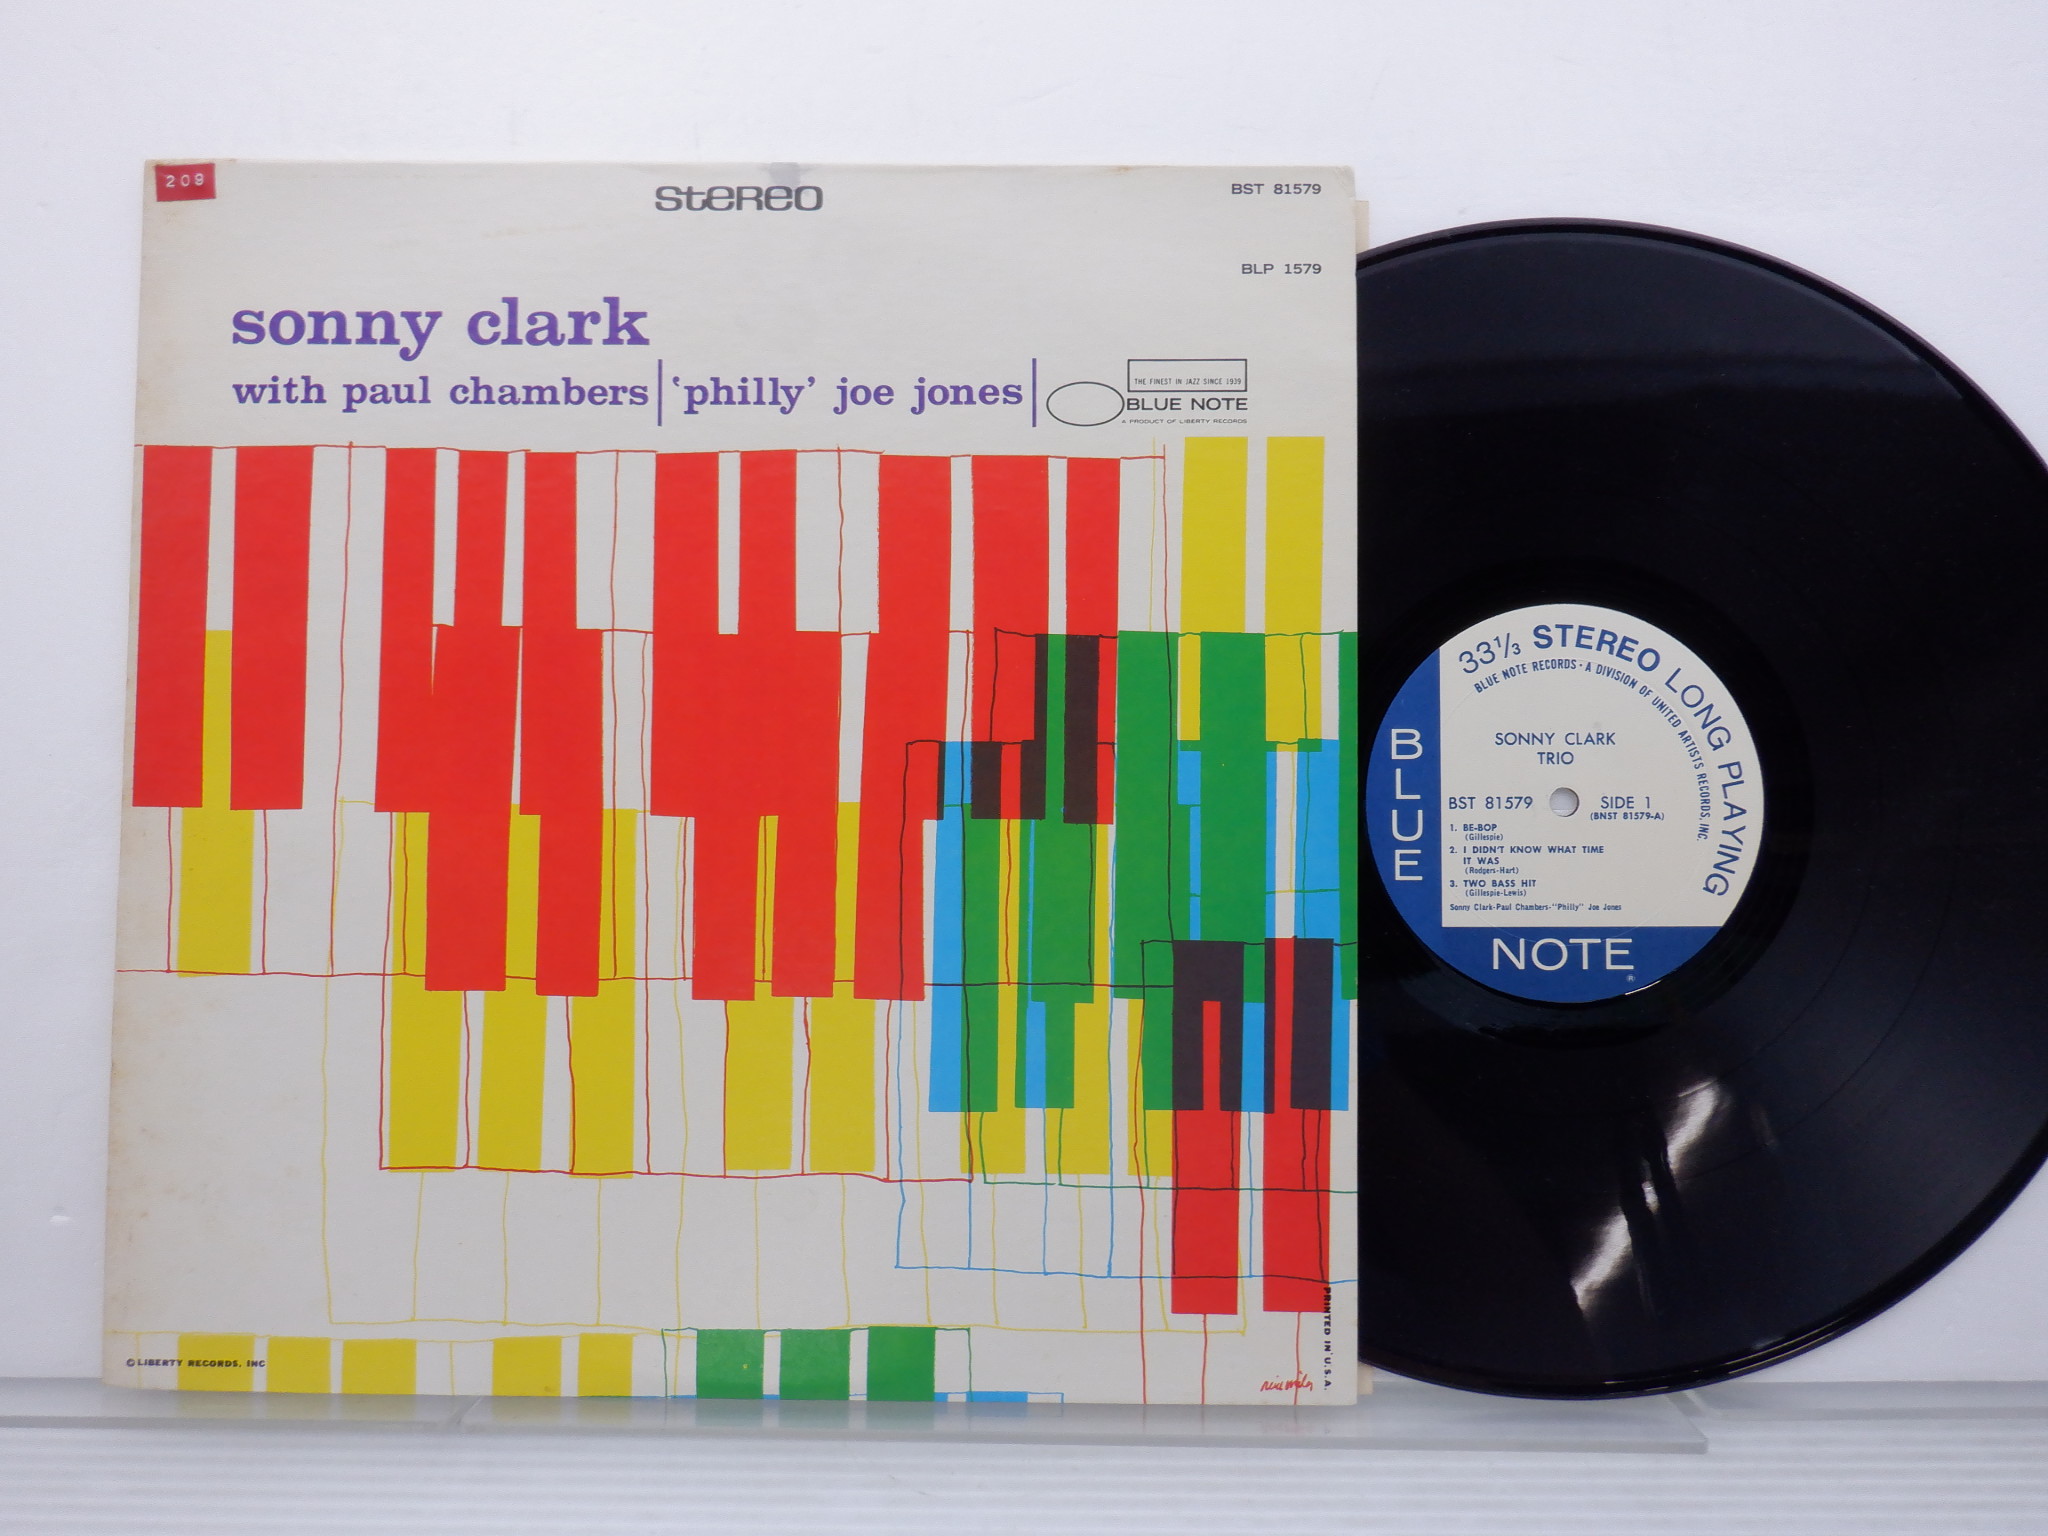 209
stereo
BST 81579
BLP 1579
sonny clark
with paul chambers | 'philly' joe jones |
THE FINEST IN JAZZ SINCE 1939
BLUE NOTE
A PRODUCT OF LIBERTY RECORDS
© LIBERTY RECORDS, INC
PRINTED IN U.S.A.
33⅓ STEREO LONG PLAYING
BLUE NOTE RECORDS • A DIVISION OF UNITED ARTISTS RECORDS, INC.
SONNY CLARK
TRIO
BST 81579
SIDE 1
(BNST 81579-A)
1. BE-BOP
(Gillespie)
2. I DIDN'T KNOW WHAT TIME
IT WAS
(Rodgers-Hart)
3. TWO BASS HIT
(Gillespie-Lewis)
Sonny Clark-Paul Chambers-"Philly" Joe Jones
BLUE
NOTE
®